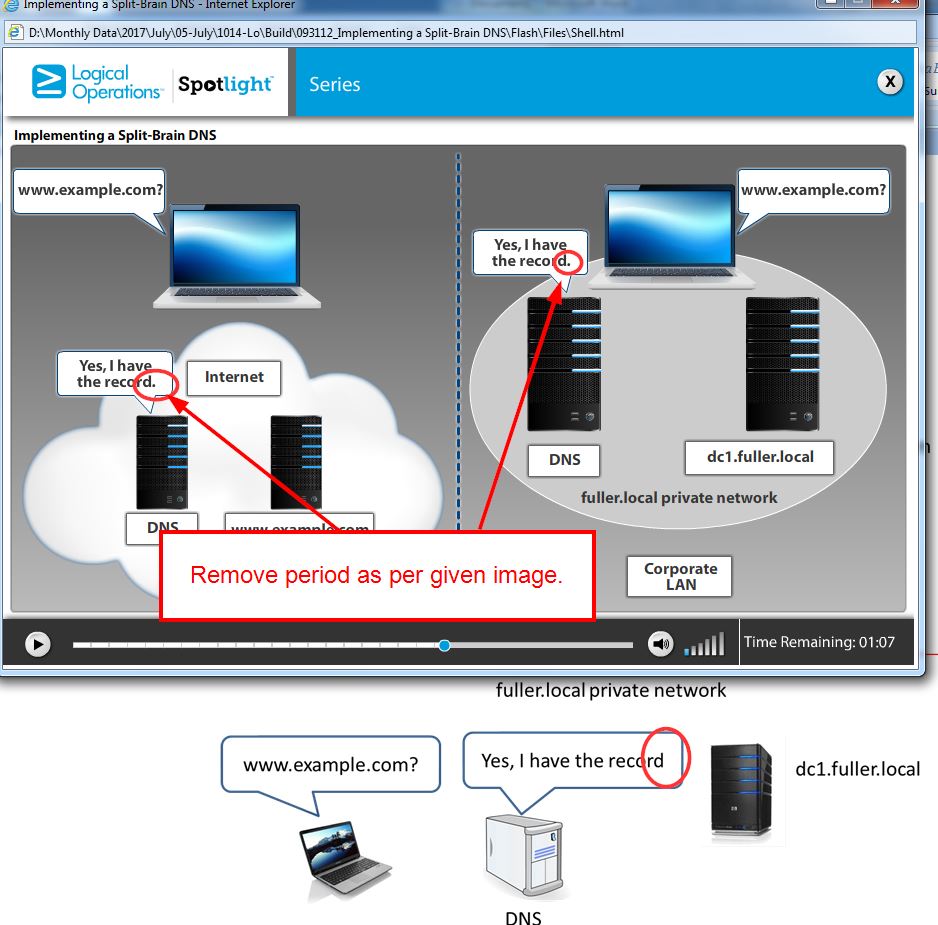 Implementing a Split-Brain DNS - Internet Explorer
D:\Monthly Data\2017\July\05-July\1014-Lo\Build\093112_Implementing a Split-Brain DNS\Flash\Files\Shell.html
Logical
Operations™
Spotlight™
Series
X
Implementing a Split-Brain DNS
www.example.com?
www.example.com?
Yes, I have
the record.
Yes, I have
the record.
Internet
DNS
dc1.fuller.local
fuller.local private network
DNS
www.example.com
Remove period as per given image.
Corporate
LAN
Time Remaining: 01:07
fuller.local private network
www.example.com?
Yes, I have the record
dc1.fuller.local
DNS